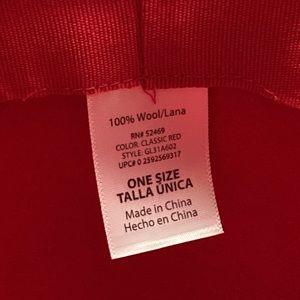 100% Wool/Lana
RN# 52469
COLOR: CLASSIC RED
STYLE: GL31A602
UPC# 0 2592569317
ONE SIZE
TALLA ÚNICA
Made in China
Hecho en China